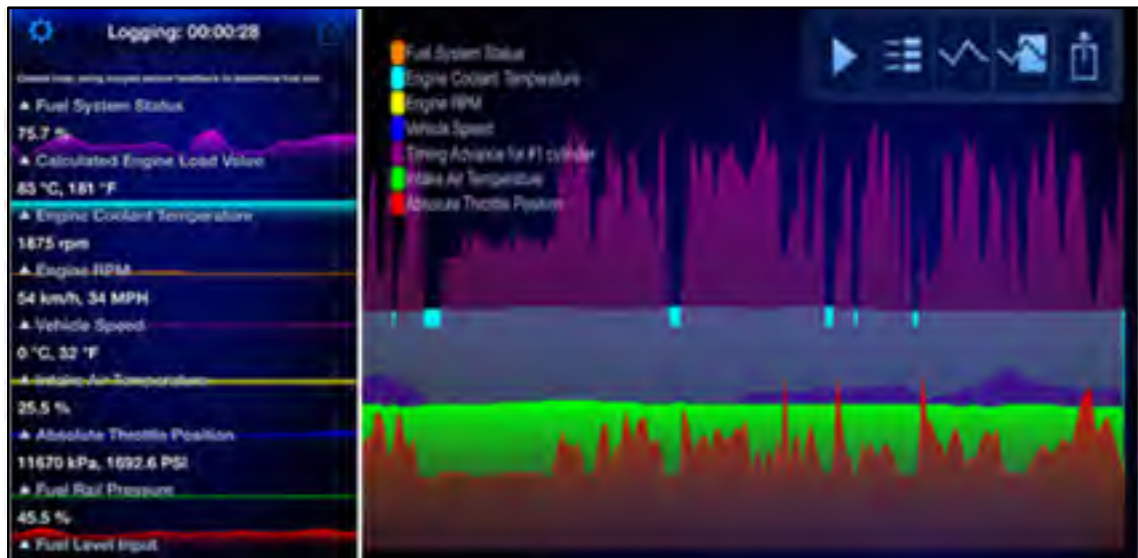 Logging: 00:00:28
Closed loop, using oxygen sensor feedback to determine fuel mix
▲ Fuel System Status
75.7 %
▲ Calculated Engine Load Value
83 °C, 181 °F
▲ Engine Coolant Temperature
1875 rpm
▲ Engine RPM
54 km/h, 34 MPH
▲ Vehicle Speed
0 °C, 32 °F
▲ Intake Air Temperature
25.5 %
▲ Absolute Throttle Position
11670 kPa, 1692.6 PSI
▲ Fuel Rail Pressure
45.5 %
▲ Fuel Level Input
Fuel System Status
Engine Coolant Temperature
Engine RPM
Vehicle Speed
Timing Advance for #1 cylinder
Intake Air Temperature
Absolute Throttle Position